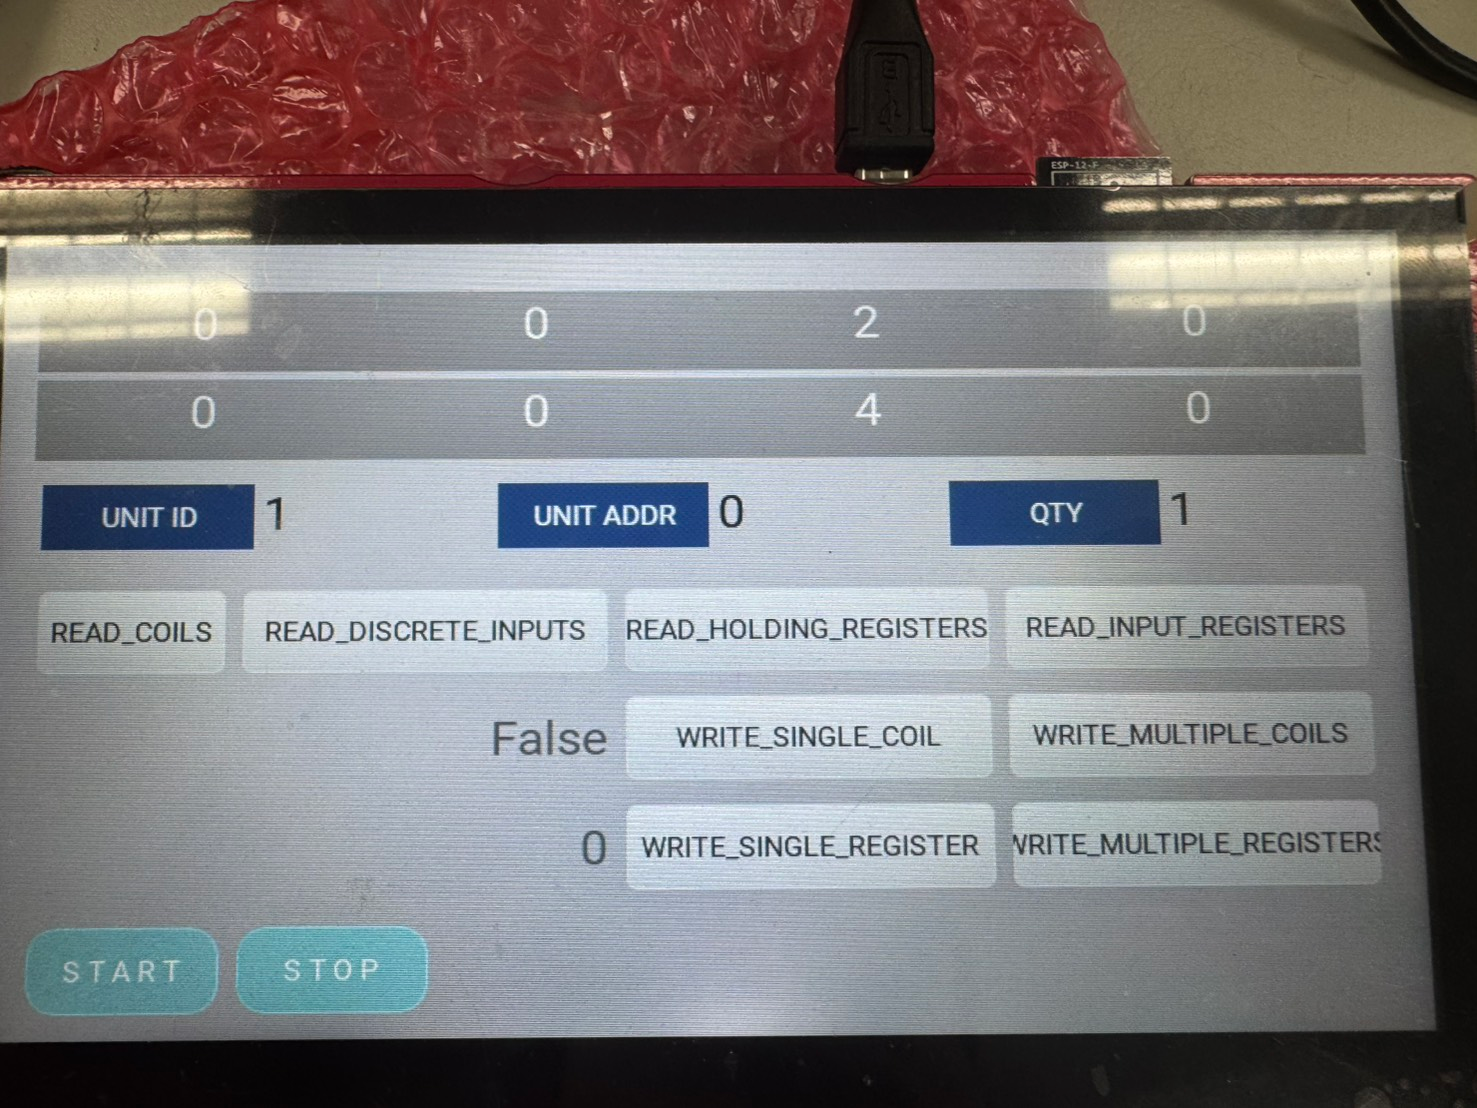 ESP-12-F
0 0 2 0
0 0 4 0
UNIT ID 1 UNIT ADDR 0 QTY 1
READ_COILS READ_DISCRETE_INPUTS READ_HOLDING_REGISTERS READ_INPUT_REGISTERS
False WRITE_SINGLE_COIL WRITE_MULTIPLE_COILS
0 WRITE_SINGLE_REGISTER WRITE_MULTIPLE_REGISTERS
START STOP